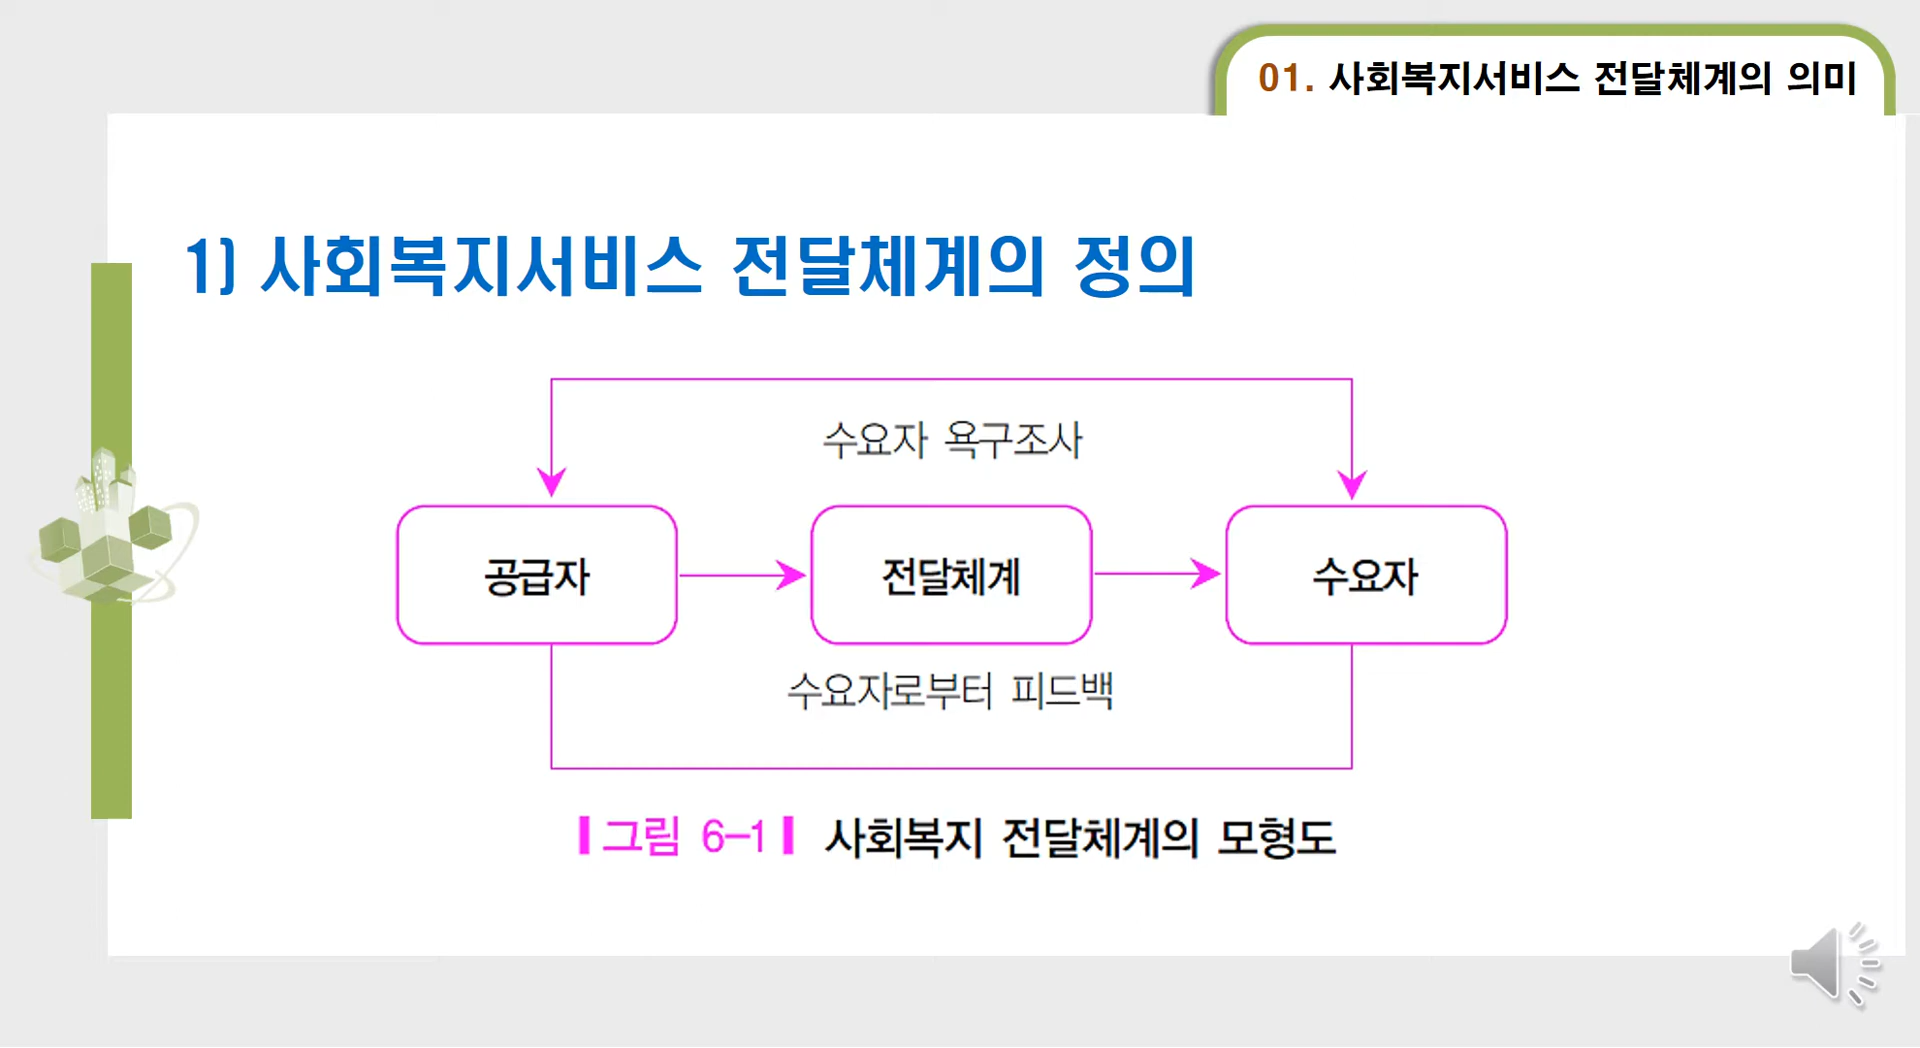 01. 사회복지서비스 전달체계의 의미
1) 사회복지서비스 전달체계의 정의
수요자 욕구조사
공급자
전달체계
수요자
수요자로부터 피드백
┃그림 6-1┃ 사회복지 전달체계의 모형도